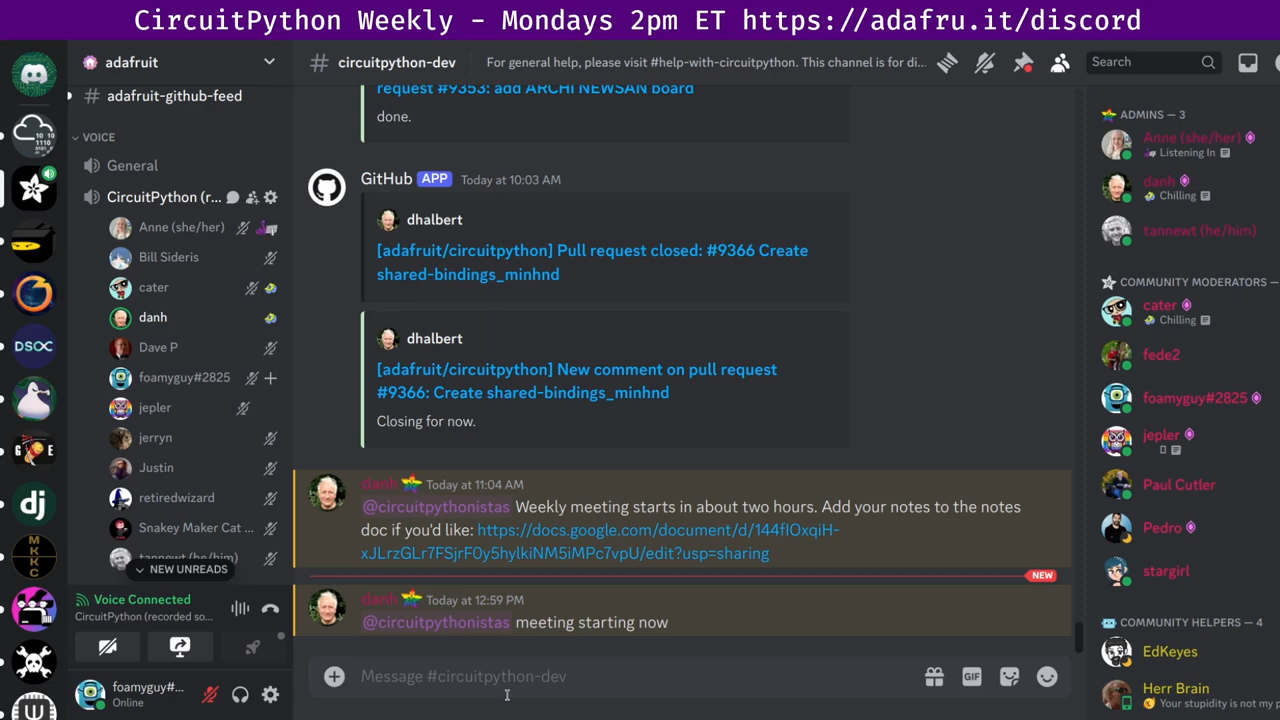 CircuitPython Weekly - Mondays 2pm ET https://adafru.it/discord
adafruit
# circuitpython-dev
For general help, please visit #help-with-circuitpython. This channel is for di...
Search
# adafruit-github-feed
VOICE
General
CircuitPython (r...
Anne (she/her)
Bill Sideris
cater
danh
Dave P
foamyguy#2825
jepler
jerryn
Justin
retiredwizard
Snakey Maker Cat ...
tannewt (he/him)
NEW UNREADS
Voice Connected
CircuitPython (recorded so...
foamyguy#...
Online
DSOC
G E
dj
MKKC
request #9353: add ARCHI NEWSAN board
done.
GitHub APP Today at 10:03 AM
dhalbert
[adafruit/circuitpython] Pull request closed: #9366 Create
shared-bindings_minhnd
dhalbert
[adafruit/circuitpython] New comment on pull request
#9366: Create shared-bindings_minhnd
Closing for now.
danh Today at 11:04 AM
@circuitpythonistas Weekly meeting starts in about two hours. Add your notes to the notes
doc if you'd like: https://docs.google.com/document/d/144fIOxqiH-
xJLrzGLr7FSjrF0y5hylkiNM5iMPc7vpU/edit?usp=sharing
NEW
danh Today at 12:59 PM
@circuitpythonistas meeting starting now
Message #circuitpython-dev
GIF
ADMINS — 3
Anne (she/her)
Listening In
danh
Chilling
tannewt (he/him)
COMMUNITY MODERATORS —
cater
Chilling
fede2
foamyguy#2825
jepler
Paul Cutler
Pedro
stargirl
COMMUNITY HELPERS — 4
EdKeyes
Herr Brain
Your stupidity is not my p